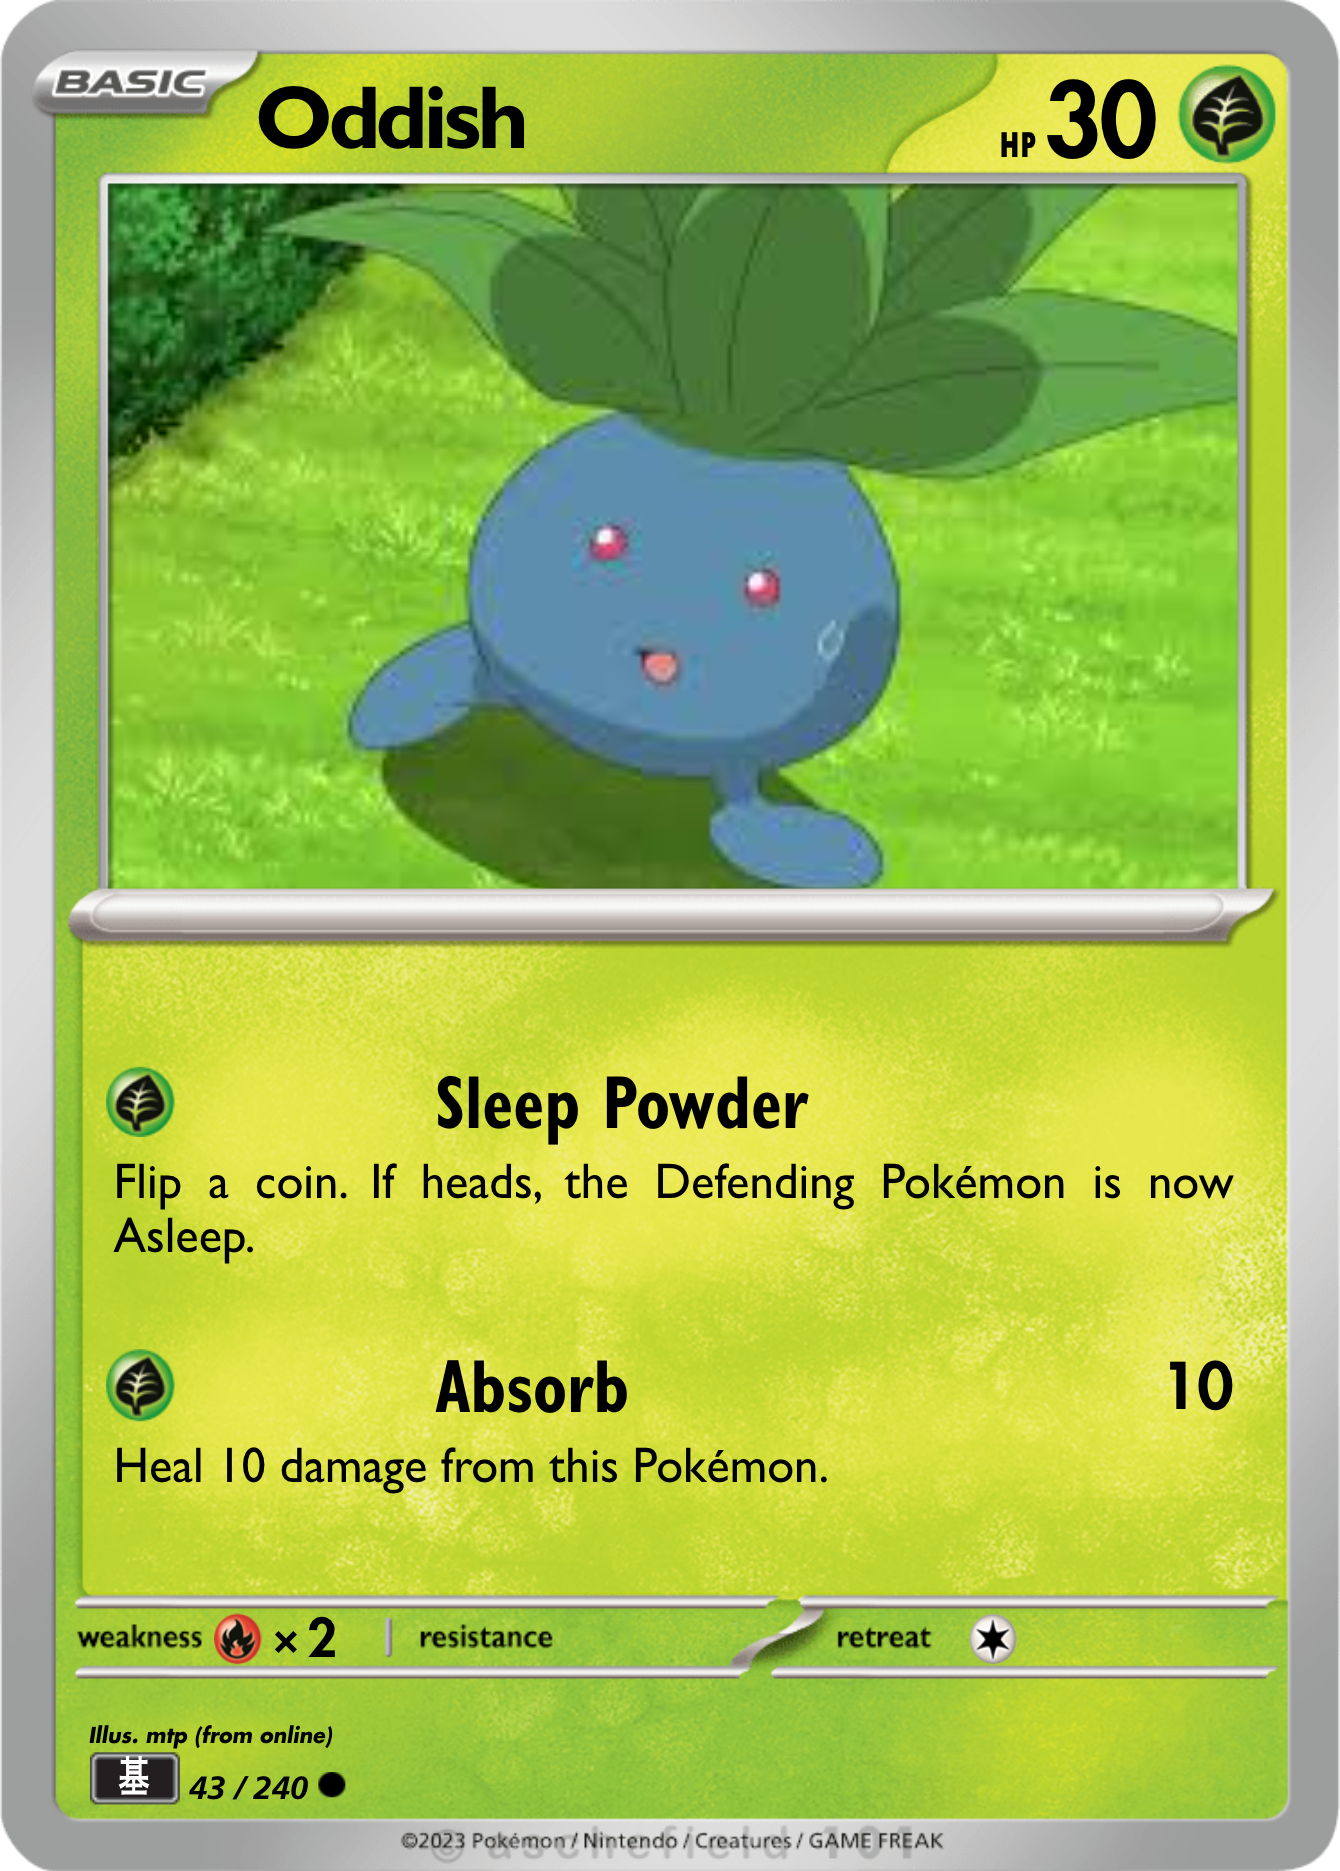 BASIC
Oddish
HP 30
Sleep Powder
Flip a coin. If heads, the Defending Pokémon is now
Asleep.
Absorb 10
Heal 10 damage from this Pokémon.
weakness × 2 resistance retreat
Illus. mtp (from online)
基 43 / 240
©2023 Pokémon / Nintendo / Creatures / GAME FREAK